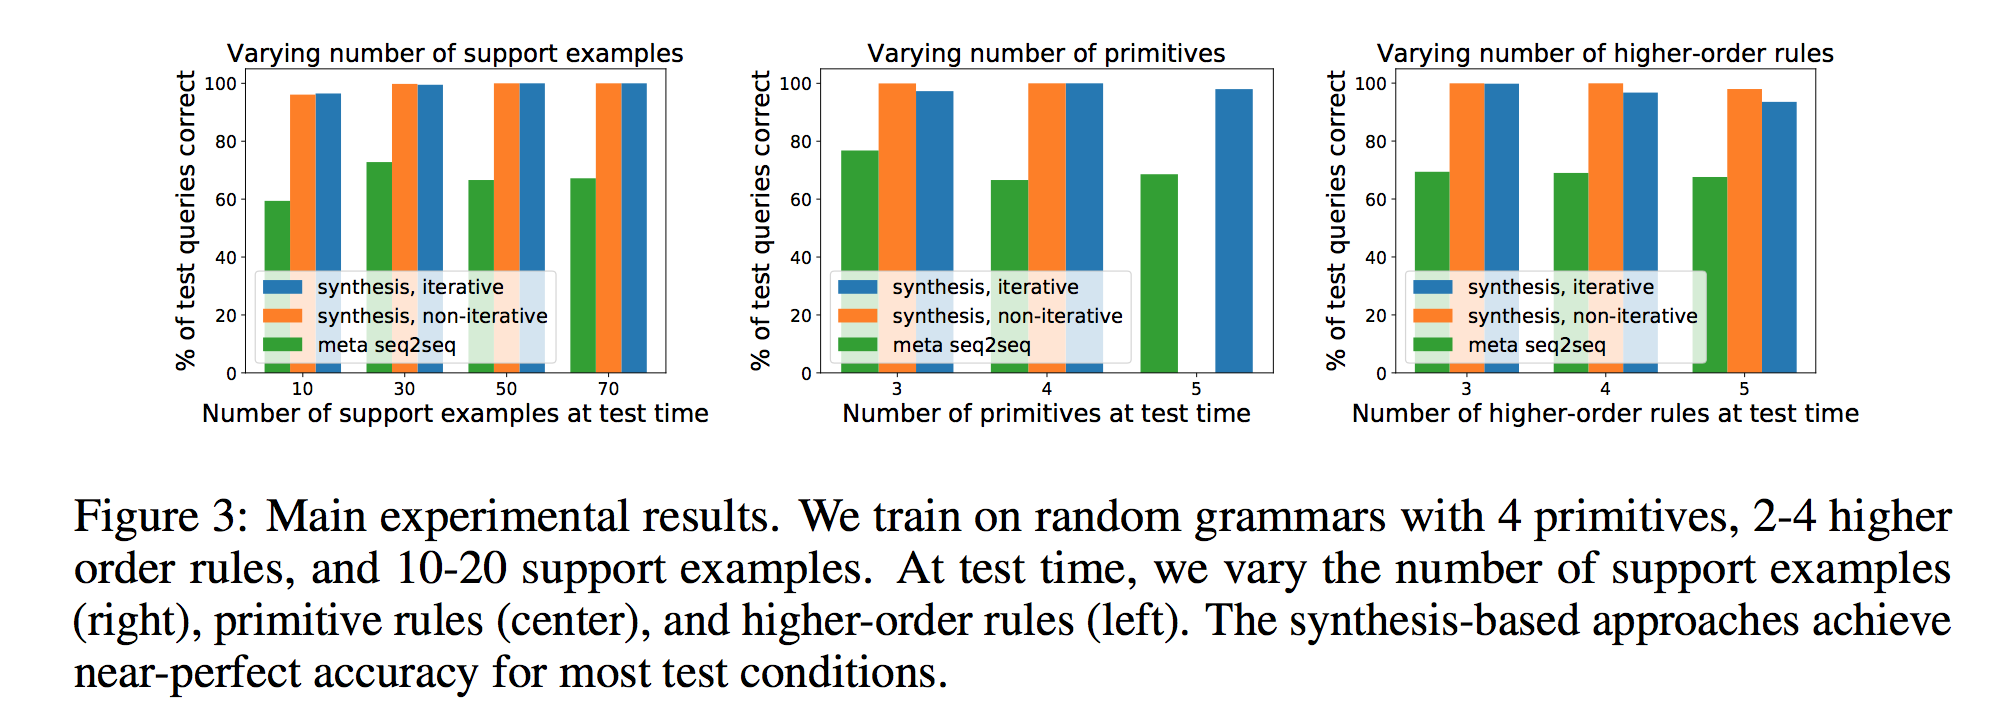 Varying number of support examples
% of test queries correct
100
80
60
40
20
0
synthesis, iterative
synthesis, non-iterative
meta seq2seq
10 30 50 70
Number of support examples at test time
Varying number of primitives
% of test queries correct
100
80
60
40
20
0
synthesis, iterative
synthesis, non-iterative
meta seq2seq
3 4 5
Number of primitives at test time
Varying number of higher-order rules
% of test queries correct
100
80
60
40
20
0
synthesis, iterative
synthesis, non-iterative
meta seq2seq
3 4 5
Number of higher-order rules at test time
Figure 3: Main experimental results. We train on random grammars with 4 primitives, 2-4 higher
order rules, and 10-20 support examples. At test time, we vary the number of support examples
(right), primitive rules (center), and higher-order rules (left). The synthesis-based approaches achieve
near-perfect accuracy for most test conditions.